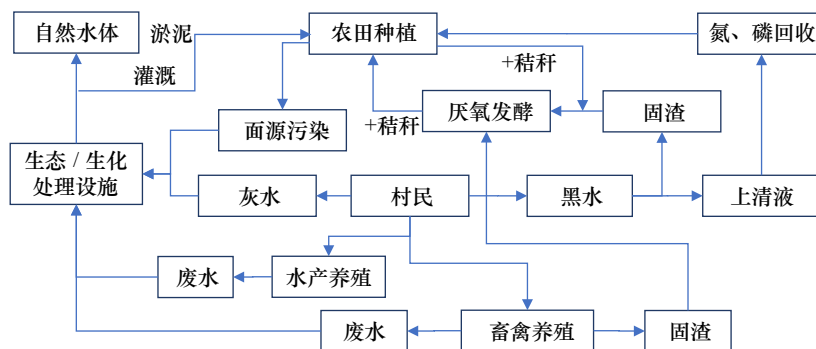 自然水体
淤泥
农田种植
氮、磷回收
灌溉
+秸秆
面源污染
+秸秆
厌氧发酵
固渣
生态 / 生化
处理设施
灰水
村民
黑水
上清液
废水
水产养殖
废水
畜禽养殖
固渣